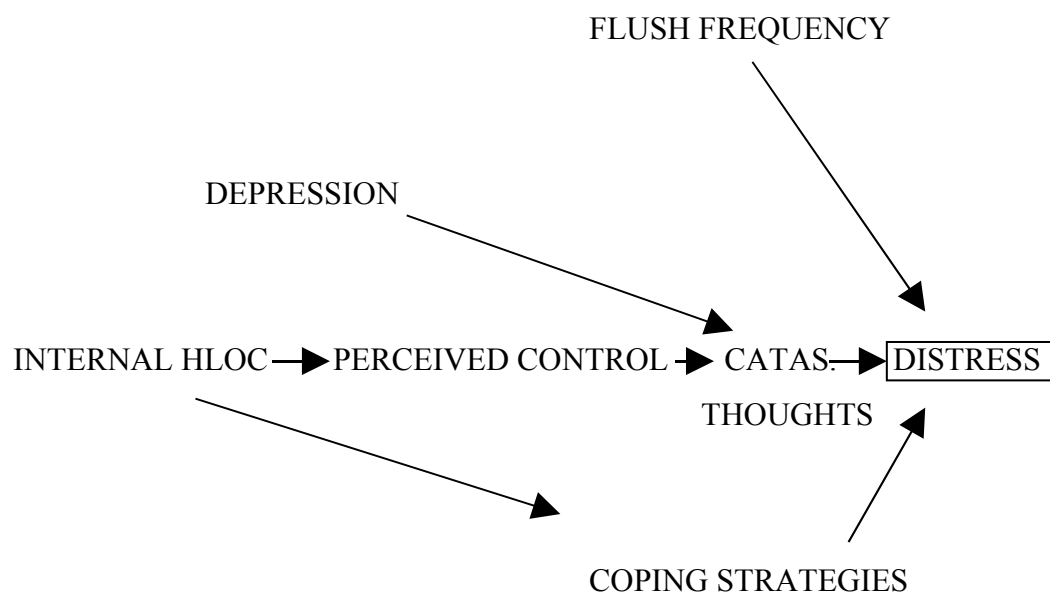 FLUSH FREQUENCY
DEPRESSION
INTERNAL HLOC PERCEIVED CONTROL CATAS. DISTRESS
THOUGHTS
COPING STRATEGIES